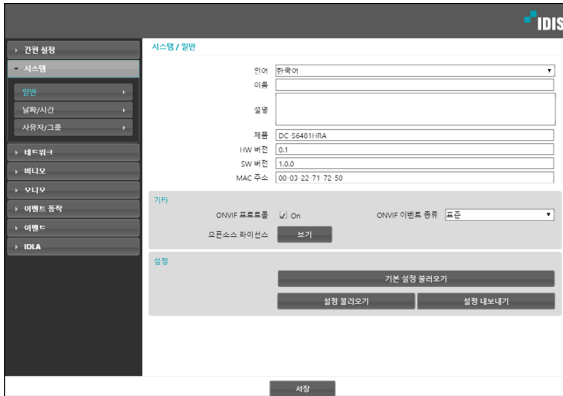 IDIS
간편 설정
시스템
일반
날짜/시간
사용자/그룹
네트워크
비디오
오디오
이벤트 동작
이벤트
IDLA
시스템 / 일반
언어 한국어
이름
설명
제품 DC-S6401HRA
HW 버전 0.1
SW 버전 1.0.0
MAC 주소 00-03-22-71-72-50
기타
ONVIF 프로토콜 On ONVIF 이벤트 종류 표준
오픈소스 라이선스 보기
설정
기본 설정 불러오기
설정 불러오기 설정 내보내기
저장